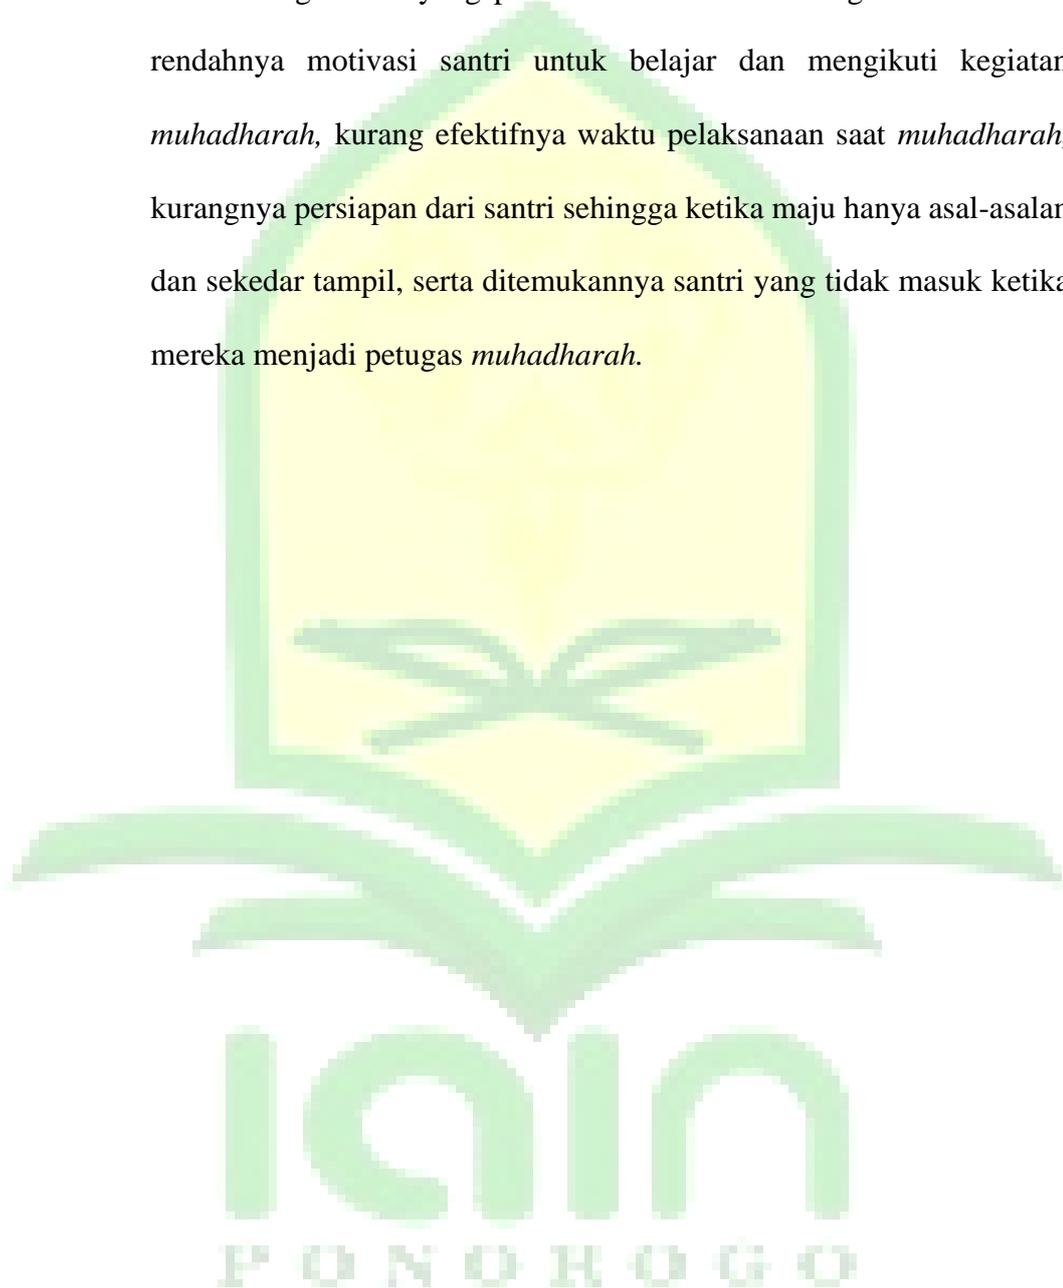 rendahnya motivasi santri untuk belajar dan mengikuti kegiatan
muhadharah, kurang efektifnya waktu pelaksanaan saat muhadharah,
kurangnya persiapan dari santri sehingga ketika maju hanya asal-asalan
dan sekedar tampil, serta ditemukannya santri yang tidak masuk ketika
mereka menjadi petugas muhadharah.
iain
PONOROGO